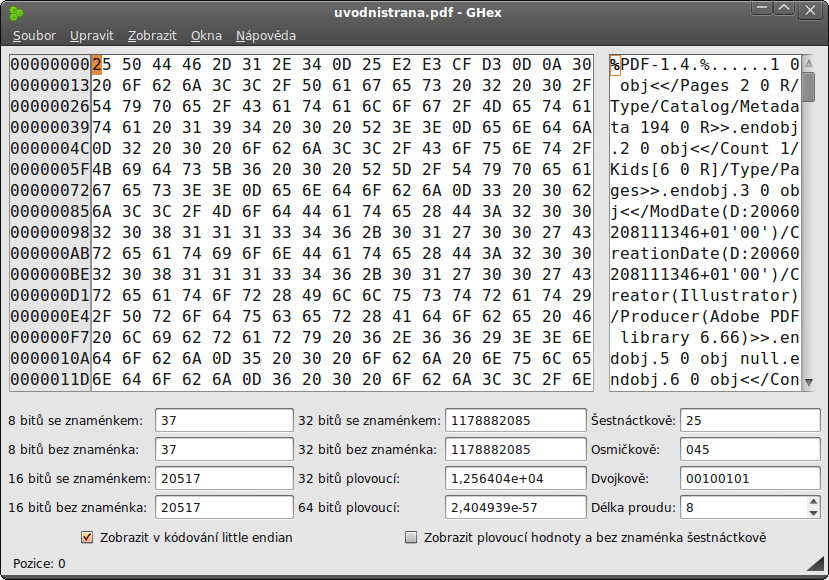 uvodnistrana.pdf - GHex
Soubor Upravit Zobrazit Okna Nápověda
00000000 25 50 44 46 2D 31 2E 34 0D 25 E2 E3 CF D3 0D 0A 30 %PDF-1.4.%......1 0
00000013 20 6F 62 6A 3C 3C 2F 50 61 67 65 73 20 32 20 30 2F obj<</Pages 2 0 R/
00000026 54 79 70 65 2F 43 61 74 61 6C 6F 67 2F 4D 65 74 61 Type/Catalog/Metada
00000039 74 61 20 31 39 34 20 30 20 52 3E 3E 0D 65 6E 64 6A ta 194 0 R>>.endobj
0000004C 0D 32 20 30 20 6F 62 6A 3C 3C 2F 43 6F 75 6E 74 2F .2 0 obj<</Count 1/
0000005F 4B 69 64 73 5B 36 20 30 20 52 5D 2F 54 79 70 65 61 Kids[6 0 R]/Type/Pa
00000072 67 65 73 3E 3E 0D 65 6E 64 6F 62 6A 0D 33 20 30 62 ges>>.endobj.3 0 ob
00000085 6A 3C 3C 2F 4D 6F 64 44 61 74 65 28 44 3A 32 30 30 j<</ModDate(D:20060
00000098 32 30 38 31 31 31 33 34 36 2B 30 31 27 30 30 27 43 208111346+01'00')/C
000000AB 72 65 61 74 69 6F 6E 44 61 74 65 28 44 3A 32 30 30 reationDate(D:20060
000000BE 32 30 38 31 31 31 33 34 36 2B 30 31 27 30 30 27 43 208111346+01'00')/C
000000D1 72 65 61 74 6F 72 28 49 6C 6C 75 73 74 72 61 74 29 reator(Illustrator)
000000E4 2F 50 72 6F 64 75 63 65 72 28 41 64 6F 62 65 20 46 /Producer(Adobe PDF
000000F7 20 6C 69 62 72 61 72 79 20 36 2E 36 36 29 3E 3E 6E library 6.66)>>.en
0000010A 64 6F 62 6A 0D 35 20 30 20 6F 62 6A 20 6E 75 6C 65 dobj.5 0 obj null.e
0000011D 6E 64 6F 62 6A 0D 36 20 30 20 6F 62 6A 3C 3C 2F 6E ndobj.6 0 obj<</Con
8 bitů se znaménkem: 37 32 bitů se znaménkem: 1178882085 Šestnáctkově: 25
8 bitů bez znaménka: 37 32 bitů bez znaménka: 1178882085 Osmičkově: 045
16 bitů se znaménkem: 20517 32 bitů plovoucí: 1,256404e+04 Dvojkově: 00100101
16 bitů bez znaménka: 20517 64 bitů plovoucí: 2,404939e-57 Délka proudu: 8
Zobrazit v kódování little endian Zobrazit plovoucí hodnoty a bez znaménka šestnáctkově
Pozice: 0